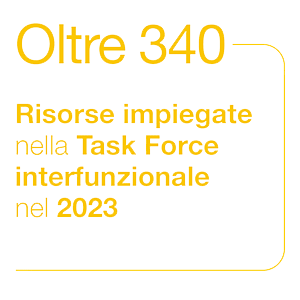 Oltre 340
Risorse impiegate
nella Task Force
interfunzionale
nel 2023